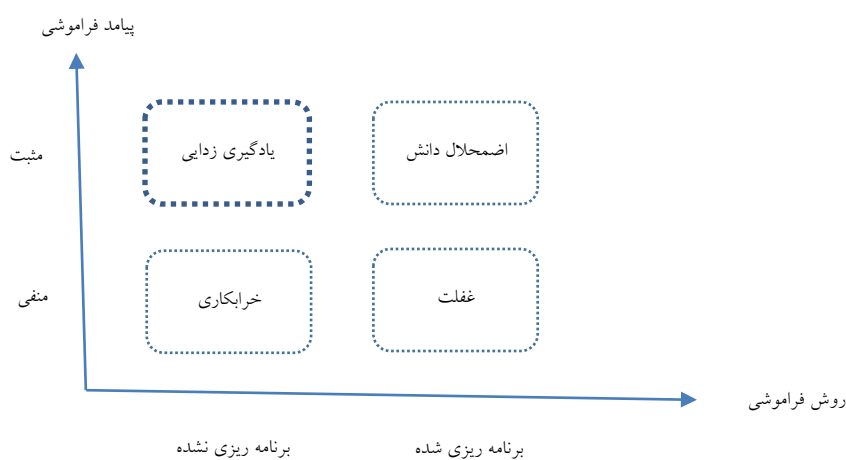 پیامد فراموشی
مثبت
یادگیری زدایی
اضمحلال دانش
منفی
خرابکاری
غفلت
روش فراموشی
برنامه ریزی نشده
برنامه ریزی شده